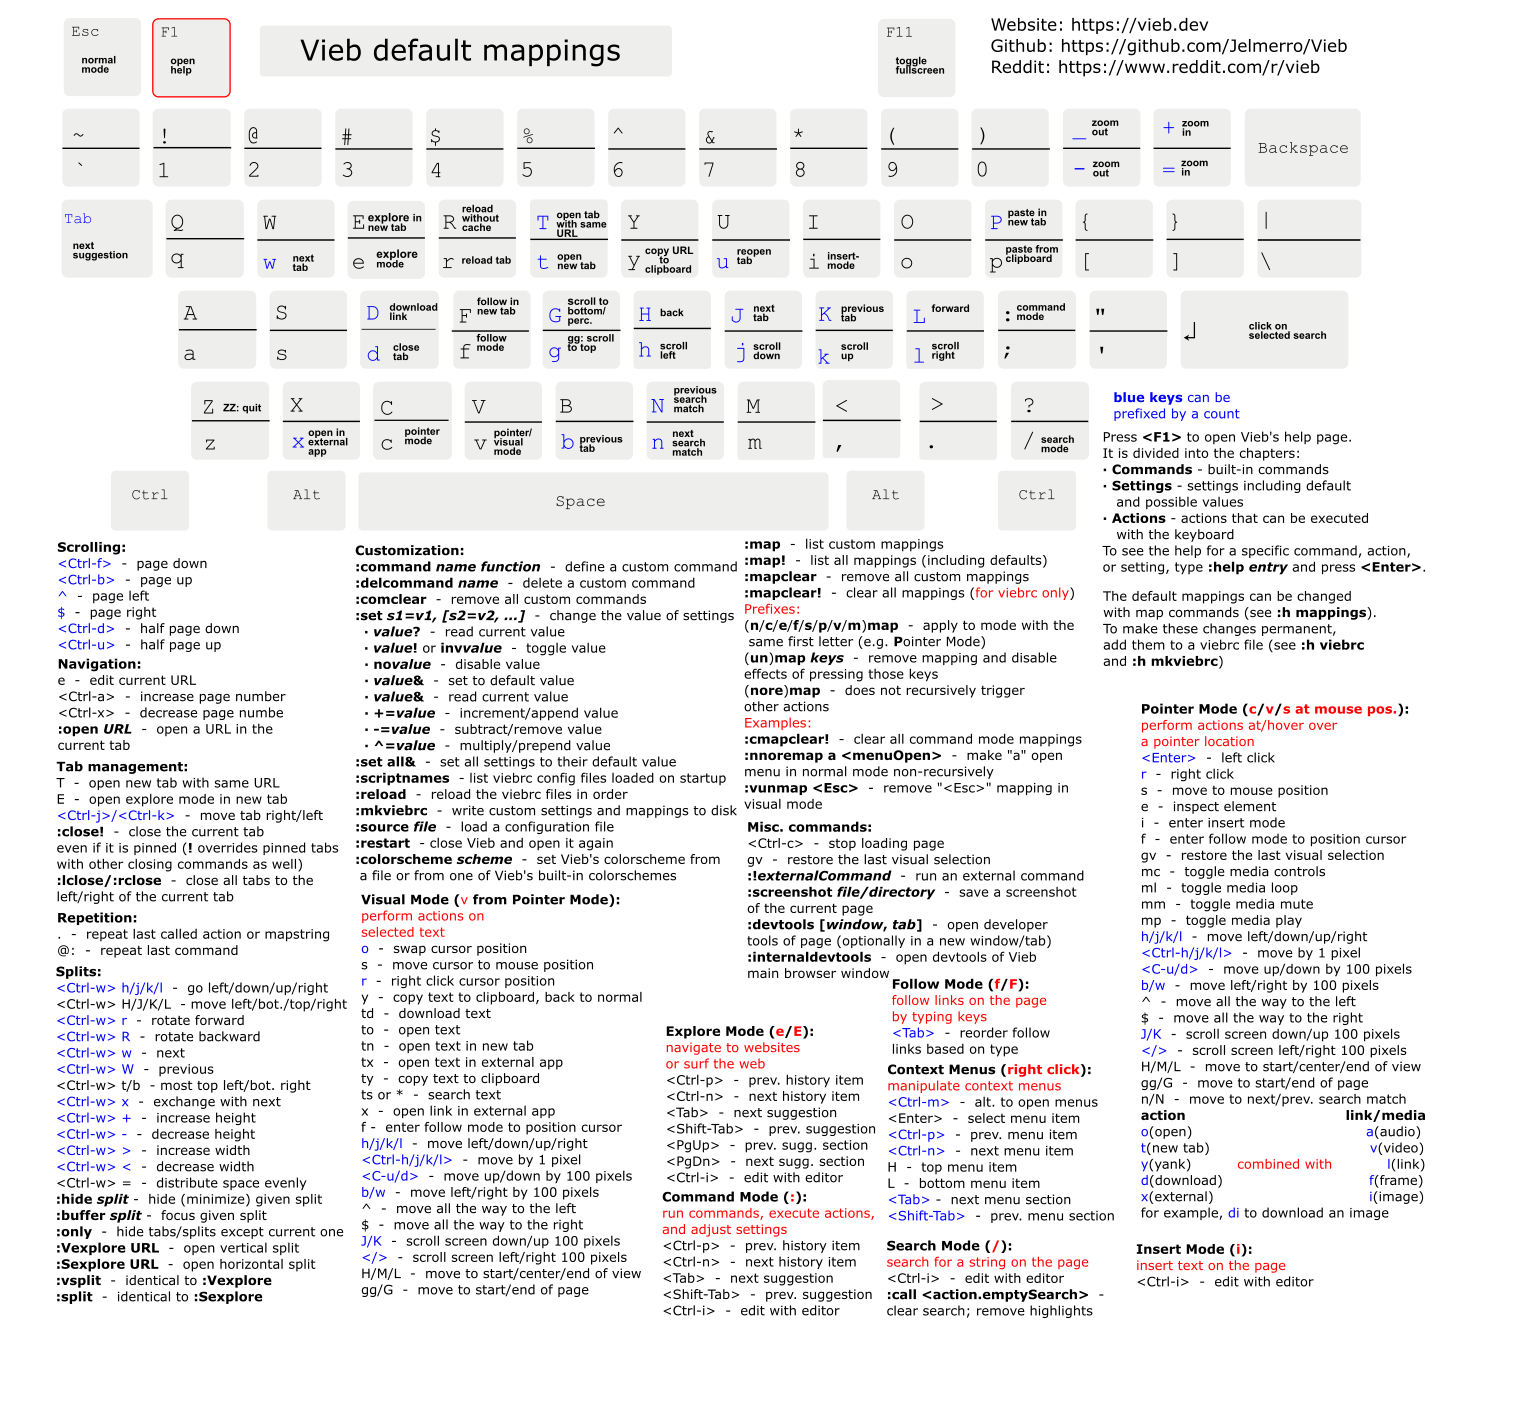 Esc
normal
mode
F1
open
help
Vieb default mappings
F11
toggle
fullscreen
Website: https://vieb.dev
Github: https://github.com/Jelmerro/Vieb
Reddit: https://www.reddit.com/r/vieb
~
`
!
1
@
2
#
3
$
4
%
5
^
6
&
7
*
8
(
9
)
0
_ zoom
out
- zoom
out
+ zoom
in
= zoom
in
Backspace
Tab
next
suggestion
Q
q
W
w next
tab
E explore in
new tab
e explore
mode
R reload
without
cache
r reload tab
T open tab
with same
URL
t open
new tab
Y
y copy URL
to
clipboard
U
u reopen
tab
I
i insert-
mode
O
o
P paste in
new tab
p paste from
clipboard
{
[
}
]
|
\
A
a
S
s
D download
link
d close
tab
F follow in
new tab
f follow
mode
G scroll to
bottom/
perc.
g gg: scroll
to top
H back
h scroll
left
J next
tab
j scroll
down
K previous
tab
k scroll
up
L forward
l scroll
right
: command
mode
;
"
'
↵ click on
selected search
Z ZZ: quit
z
X
x open in
external
app
C
c pointer
mode
V
v pointer/
visual
mode
B
b previous
tab
N previous
search
match
n next
search
match
M
m
<
,
>
.
?
/ search
mode
Ctrl
Alt
Space
Alt
Ctrl
blue keys can be
prefixed by a count
Press <F1> to open Vieb's help page.
It is divided into the chapters:
· Commands - built-in commands
· Settings - settings including default
and possible values
· Actions - actions that can be executed
with the keyboard
To see the help for a specific command, action,
or setting, type :help entry and press <Enter>.
The default mappings can be changed
with map commands (see :h mappings).
To make these changes permanent,
add them to a viebrc file (see :h viebrc
and :h mkviebrc)
Scrolling:
<Ctrl-f> - page down
<Ctrl-b> - page up
^ - page left
$ - page right
<Ctrl-d> - half page down
<Ctrl-u> - half page up
Navigation:
e - edit current URL
<Ctrl-a> - increase page number
<Ctrl-x> - decrease page numbe
:open URL - open a URL in the
current tab
Tab management:
T - open new tab with same URL
E - open explore mode in new tab
<Ctrl-j>/<Ctrl-k> - move tab right/left
:close! - close the current tab
even if it is pinned (! overrides pinned tabs
with other closing commands as well)
:lclose/:rclose - close all tabs to the
left/right of the current tab
Repetition:
. - repeat last called action or mapstring
@: - repeat last command
Splits:
<Ctrl-w> h/j/k/l - go left/down/up/right
<Ctrl-w> H/J/K/L - move left/bot./top/right
<Ctrl-w> r - rotate forward
<Ctrl-w> R - rotate backward
<Ctrl-w> w - next
<Ctrl-w> W - previous
<Ctrl-w> t/b - most top left/bot. right
<Ctrl-w> x - exchange with next
<Ctrl-w> + - increase height
<Ctrl-w> - - decrease height
<Ctrl-w> > - increase width
<Ctrl-w> < - decrease width
<Ctrl-w> = - distribute space evenly
:hide split - hide (minimize) given split
:buffer split - focus given split
:only - hide tabs/splits except current one
:Vexplore URL - open vertical split
:Sexplore URL - open horizontal split
:vsplit - identical to :Vexplore
:split - identical to :Sexplore
Customization:
:command name function - define a custom command
:delcommand name - delete a custom command
:comclear - remove all custom commands
:set s1=v1, [s2=v2, ...] - change the value of settings
· value? - read current value
· value! or invvalue - toggle value
· novalue - disable value
· value& - set to default value
· value& - read current value
· +=value - increment/append value
· -=value - subtract/remove value
· ^=value - multiply/prepend value
:set all& - set all settings to their default value
:scriptnames - list viebrc config files loaded on startup
:reload - reload the viebrc files in order
:mkviebrc - write custom settings and mappings to disk
:source file - load a configuration file
:restart - close Vieb and open it again
:colorscheme scheme - set Vieb's colorscheme from
a file or from one of Vieb's built-in colorschemes
Visual Mode (v from Pointer Mode):
perform actions on
selected text
o - swap cursor position
s - move cursor to mouse position
r - right click cursor position
y - copy text to clipboard, back to normal
td - download text
to - open text
tn - open text in new tab
tx - open text in external app
ty - copy text to clipboard
ts or * - search text
x - open link in external app
f - enter follow mode to position cursor
h/j/k/l - move left/down/up/right
<Ctrl-h/j/k/l> - move by 1 pixel
<C-u/d> - move up/down by 100 pixels
b/w - move left/right by 100 pixels
^ - move all the way to the left
$ - move all the way to the right
J/K - scroll screen down/up 100 pixels
</> - scroll screen left/right 100 pixels
H/M/L - move to start/center/end of view
gg/G - move to start/end of page
:map - list custom mappings
:map! - list all mappings (including defaults)
:mapclear - remove all custom mappings
:mapclear! - clear all mappings (for viebrc only)
Prefixes:
(n/c/e/f/s/p/v/m)map - apply to mode with the
same first letter (e.g. Pointer Mode)
(un)map keys - remove mapping and disable
effects of pressing those keys
(nore)map - does not recursively trigger
other actions
Examples:
:cmapclear! - clear all command mode mappings
:nnoremap a <menuOpen> - make "a" open
menu in normal mode non-recursively
:vunmap <Esc> - remove "<Esc>" mapping in
visual mode
Misc. commands:
<Ctrl-c> - stop loading page
gv - restore the last visual selection
:!externalCommand - run an external command
:screenshot file/directory - save a screenshot
of the current page
:devtools [window, tab] - open developer
tools of page (optionally in a new window/tab)
:internaldevtools - open devtools of Vieb
main browser window
Explore Mode (e/E):
navigate to websites
or surf the web
<Ctrl-p> - prev. history item
<Ctrl-n> - next history item
<Tab> - next suggestion
<Shift-Tab> - prev. suggestion
<PgUp> - prev. sugg. section
<PgDn> - next sugg. section
<Ctrl-i> - edit with editor
Command Mode (:):
run commands, execute actions,
and adjust settings
<Ctrl-p> - prev. history item
<Ctrl-n> - next history item
<Tab> - next suggestion
<Shift-Tab> - prev. suggestion
<Ctrl-i> - edit with editor
Follow Mode (f/F):
follow links on the page
by typing keys
<Tab> - reorder follow
links based on type
Context Menus (right click):
manipulate context menus
<Ctrl-m> - alt. to open menus
<Enter> - select menu item
<Ctrl-p> - prev. menu item
<Ctrl-n> - next menu item
H - top menu item
L - bottom menu item
<Tab> - next menu section
<Shift-Tab> - prev. menu section
Search Mode (/):
search for a string on the page
<Ctrl-i> - edit with editor
:call <action.emptySearch> -
clear search; remove highlights
Pointer Mode (c/v/s at mouse pos.):
perform actions at/hover over
a pointer location
<Enter> - left click
r - right click
s - move to mouse position
e - inspect element
i - enter insert mode
f - enter follow mode to position cursor
gv - restore the last visual selection
mc - toggle media controls
ml - toggle media loop
mm - toggle media mute
mp - toggle media play
h/j/k/l - move left/down/up/right
<Ctrl-h/j/k/l> - move by 1 pixel
<C-u/d> - move up/down by 100 pixels
b/w - move left/right by 100 pixels
^ - move all the way to the left
$ - move all the way to the right
J/K - scroll screen down/up 100 pixels
</> - scroll screen left/right 100 pixels
H/M/L - move to start/center/end of view
gg/G - move to start/end of page
n/N - move to next/prev. search match
action link/media
o(open) a(audio)
t(new tab) v(video)
y(yank) combined with l(link)
d(download) f(frame)
x(external) i(image)
for example, di to download an image
Insert Mode (i):
insert text on the page
<Ctrl-i> - edit with editor